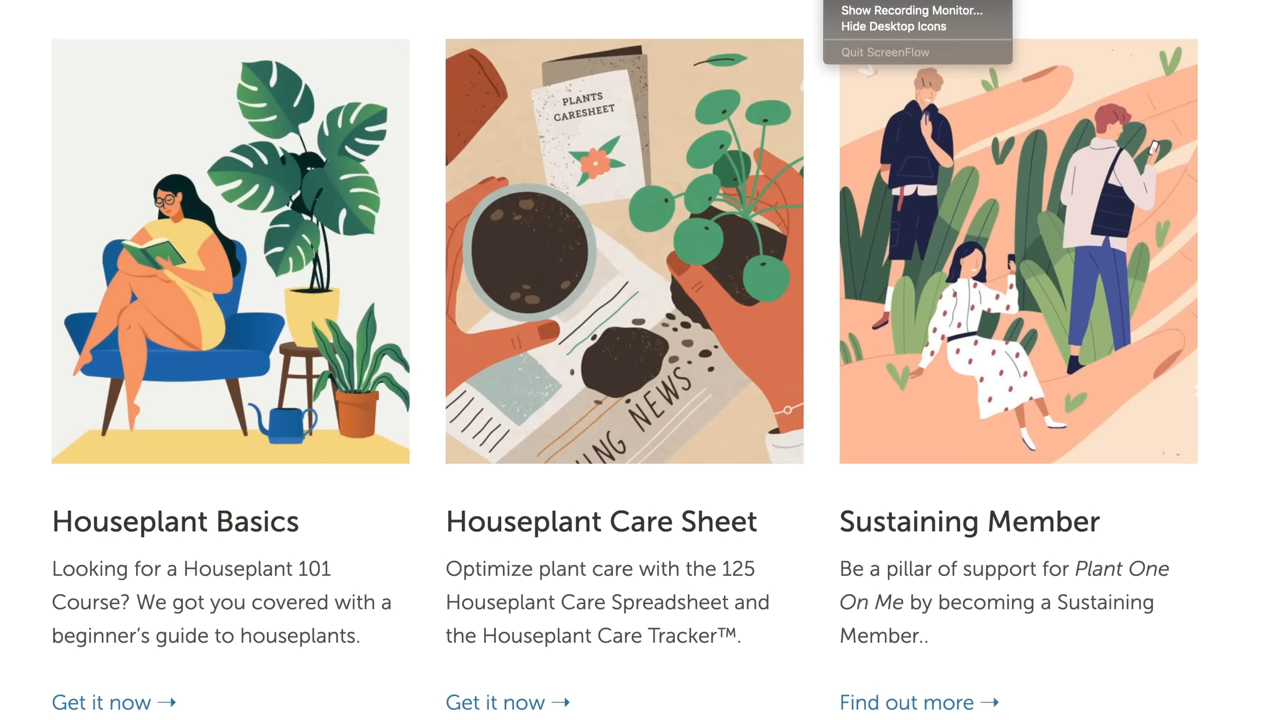 Show Recording Monitor...
Hide Desktop Icons
Quit ScreenFlow
PLANTS
CARESHEET
NG NEWS
Houseplant Basics
Looking for a Houseplant 101
Course? We got you covered with a
beginner's guide to houseplants.
Get it now →
Houseplant Care Sheet
Optimize plant care with the 125
Houseplant Care Spreadsheet and
the Houseplant Care Tracker™.
Get it now →
Sustaining Member
Be a pillar of support for Plant One
On Me by becoming a Sustaining
Member..
Find out more →